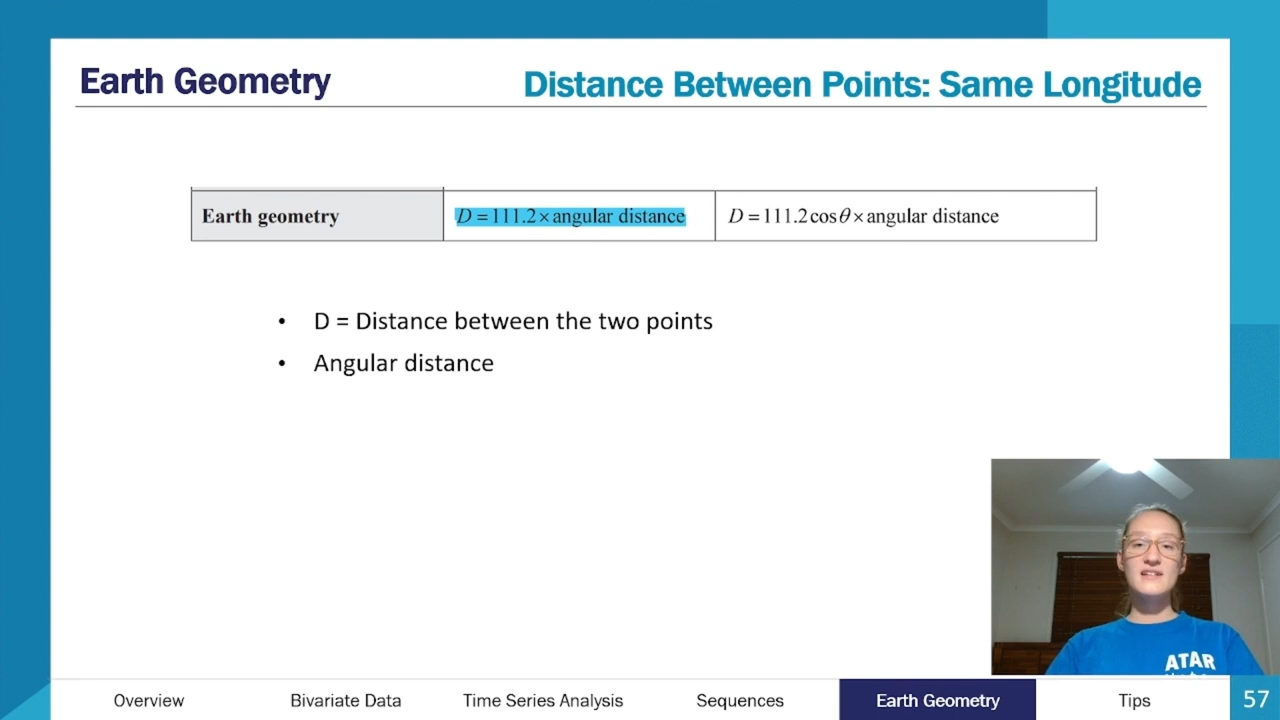 Earth Geometry
Distance Between Points: Same Longitude
Earth geometry
D = 111.2 × angular distance
D = 111.2 cos θ × angular distance
• D = Distance between the two points
• Angular distance
ATAR
Overview
Bivariate Data
Time Series Analysis
Sequences
Earth Geometry
Tips
57